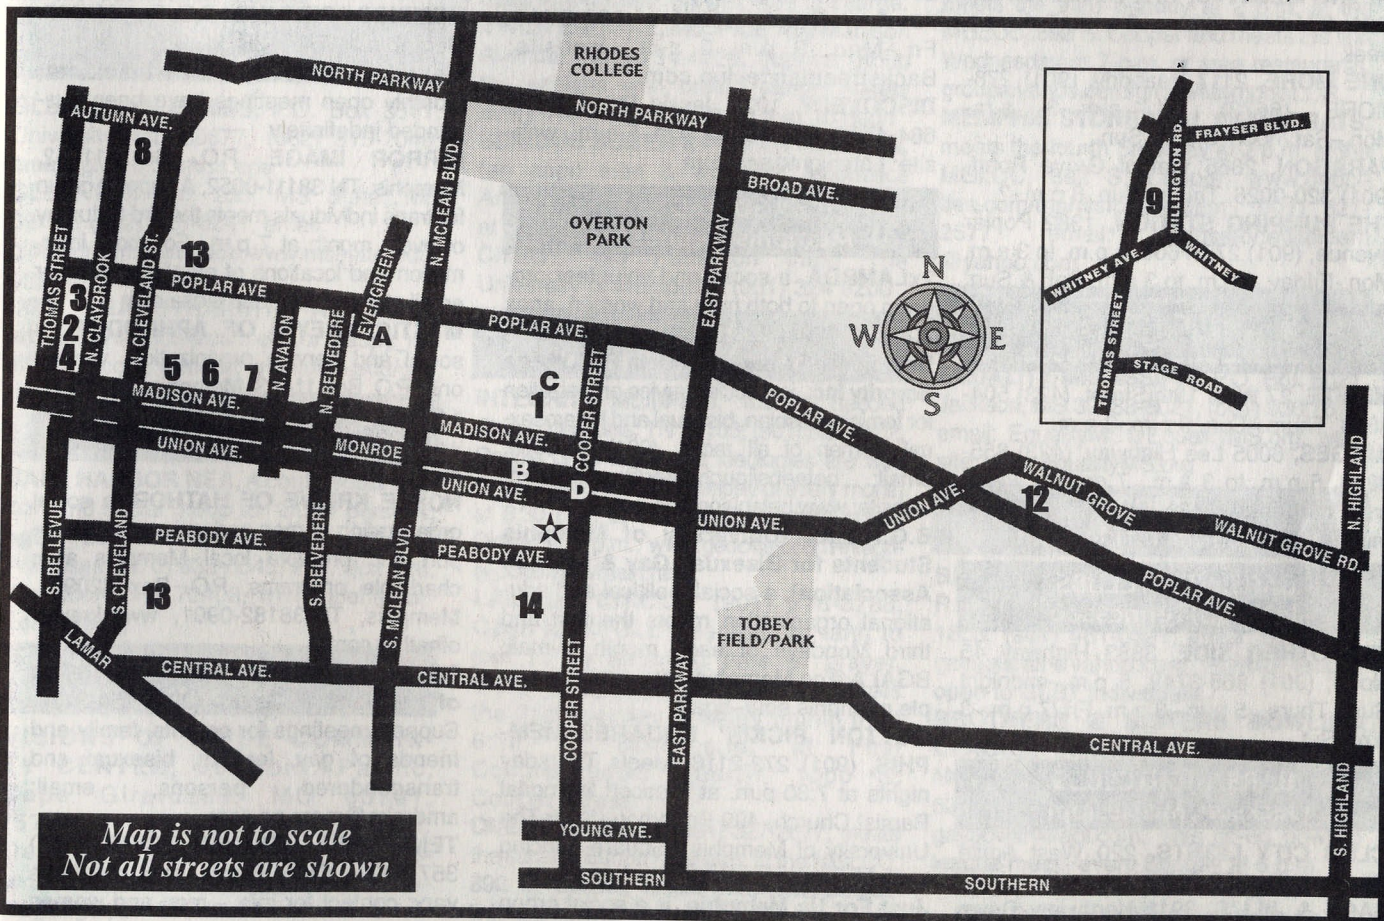 RHODES
COLLEGE
NORTH PARKWAY
NORTH PARKWAY
AUTUMN AVE.
8
N. MCLEAN BLVD.
BROAD AVE.
OVERTON
PARK
FRAYSER BLVD.
MILLINGTON RD.
9
WHITNEY AVE.
WHITNEY
THOMAS STREET
STAGE ROAD
THOMAS STREET
N. CLAYBROOK
N. CLEVELAND ST.
13
EVERGREEN
EAST PARKWAY
N
W
E
S
3
2
4
POPLAR AVE
POPLAR AVE.
A
N. AVALON
N. BELVEDERE
COOPER STREET
5
6
7
C
1
MADISON AVE.
MADISON AVE.
POPLAR AVE.
UNION AVE.
MONROE
B
UNION AVE.
D
UNION AVE.
UNION AVE.
WALNUT GROVE
12
WALNUT GROVE RD.
N. HIGHLAND
S. BELLEVUE
S. CLEVELAND
PEABODY AVE.
S. BELVEDERE
S. MCLEAN BLVD.
PEABODY AVE.
POPLAR AVE.
13
14
TOBEY
FIELD/PARK
LAMAR
CENTRAL AVE.
CENTRAL AVE.
COOPER STREET
EAST PARKWAY
CENTRAL AVE.
S. HIGHLAND
YOUNG AVE.
SOUTHERN
SOUTHERN
Map is not to scale
Not all streets are shown